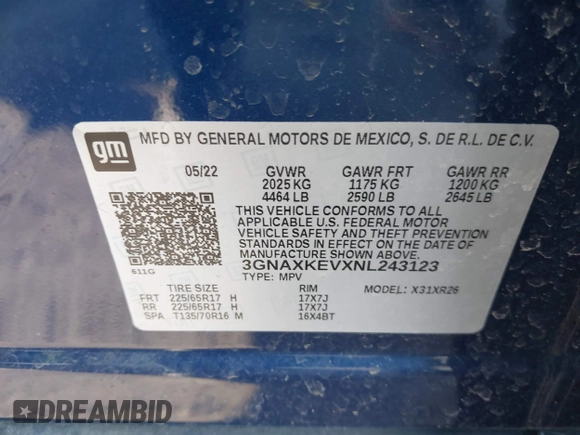 gm MFD BY GENERAL MOTORS DE MEXICO, S. DE R.L. DE C.V.
05/22 GVWR GAWR FRT GAWR RR
2025 KG 1175 KG 1200 KG
4464 LB 2590 LB 2645 LB
THIS VEHICLE CONFORMS TO ALL
APPLICABLE U.S. FEDERAL MOTOR
VEHICLE SAFETY AND THEFT PREVENTION
STANDARDS IN EFFECT ON THE DATE OF
MANUFACTURE SHOWN ABOVE.
3GNAXKEVXNL243123
611G TYPE: MPV
TIRE SIZE RIM MODEL: X31XR26
FRT 225/65R17 H 17X7J
RR 225/65R17 H 17X7J
SPA T135/70R16 M 16X4BT
DREAMBID